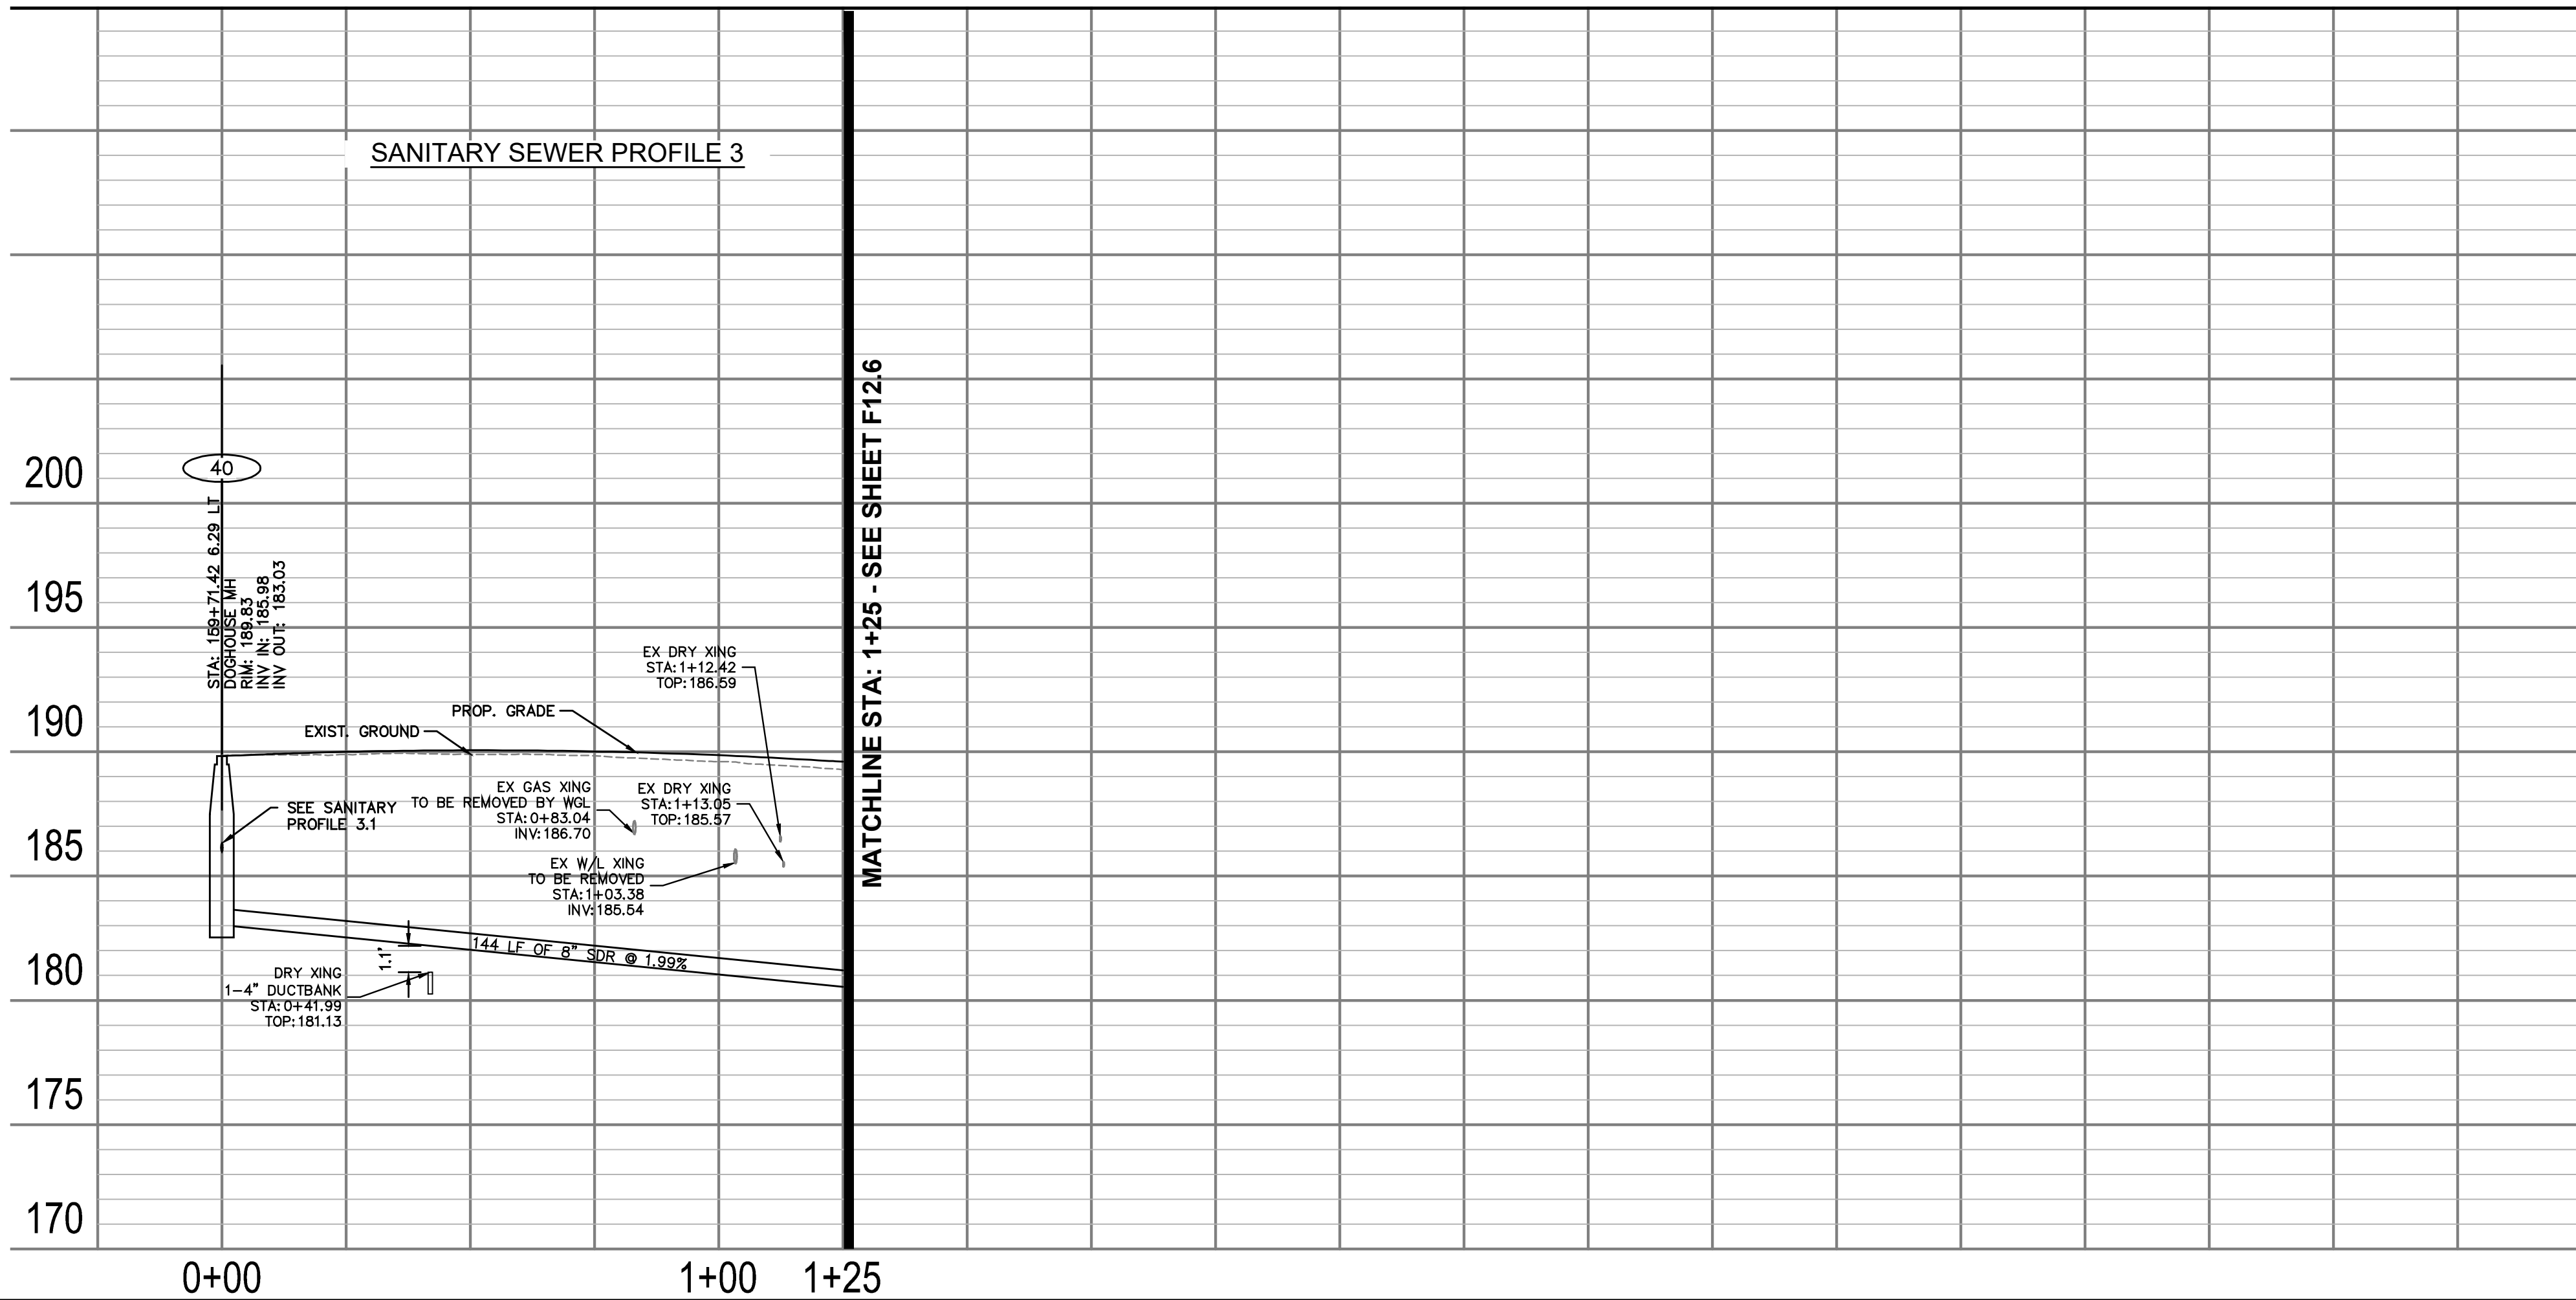 SANITARY SEWER PROFILE 3
MATCHLINE STA: 1+25 - SEE SHEET F12.6
200
195
190
185
180
175
170
40
STA: 159+71.42 6.29 LT
DOGHOUSE MH
RIM: 189.83
INV IN: 185.98
INV OUT: 183.03
EX DRY XING
STA:1+12.42
TOP:186.59
PROP. GRADE
EXIST. GROUND
SEE SANITARY
PROFILE 3.1
EX GAS XING
TO BE REMOVED BY WGL
STA:0+83.04
INV:186.70
EX DRY XING
STA:1+13.05
TOP:185.57
EX W/L XING
TO BE REMOVED
STA:1+03.38
INV:185.54
144 LF OF 8" SDR @ 1.99%
1.1'
DRY XING
1-4" DUCTBANK
STA:0+41.99
TOP:181.13
0+00
1+00
1+25